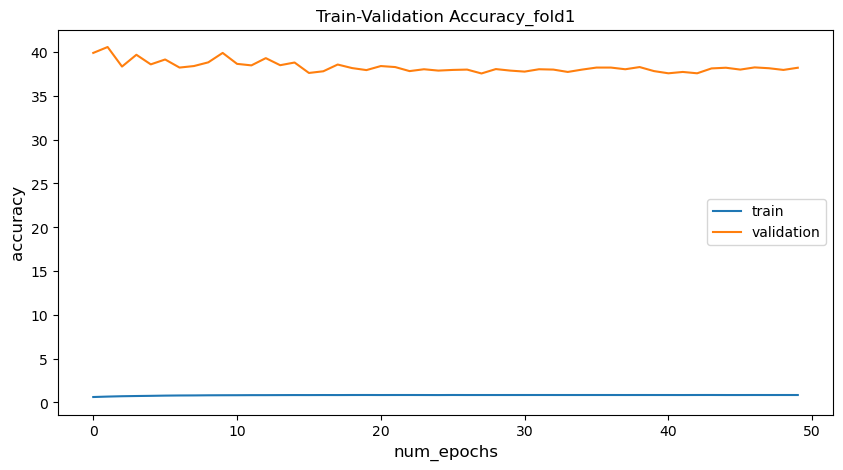 Train-Validation Accuracy_fold1
accuracy
40
35
30
25
20
15
10
5
0
train
validation
0 10 20 30 40 50
num_epochs